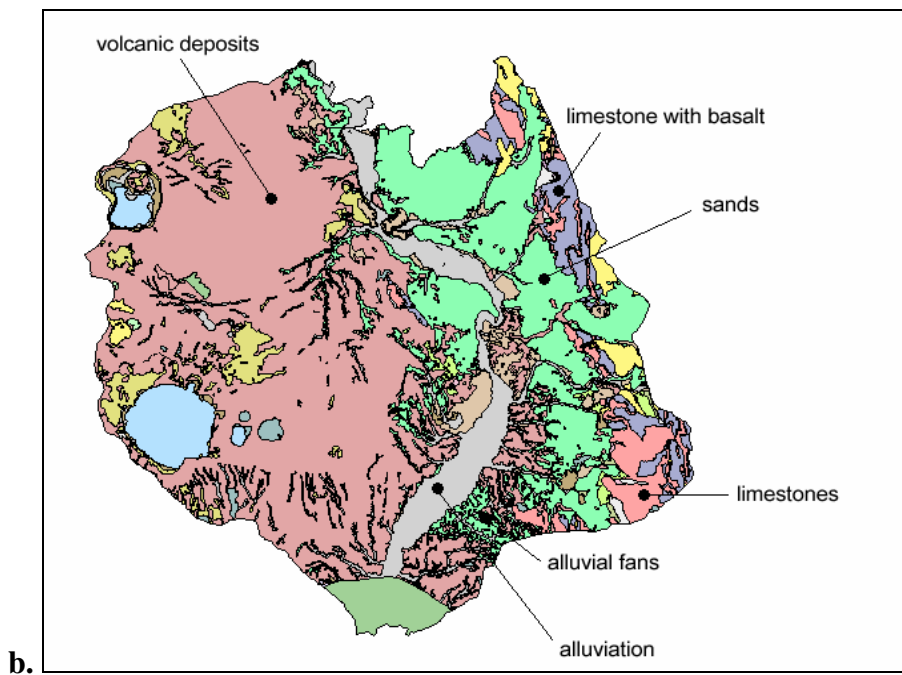 volcanic deposits
limestone with basalt
sands
limestones
alluvial fans
alluviation
b.